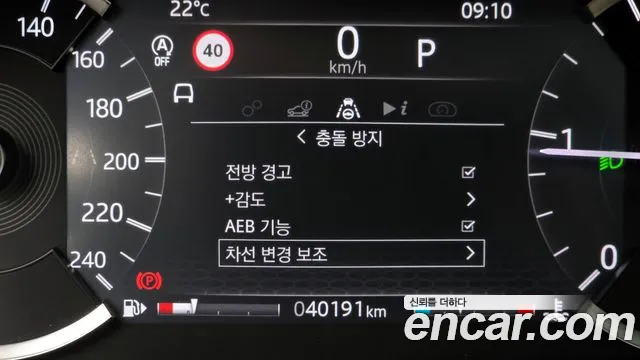 22°C 09:10
140
160
180
200
220
240
A
OFF
40
0
km/h
P
충돌 방지
전방 경고
+감도
AEB 기능
차선 변경 보조
1
0
P
040191 km
신뢰를 더하다
encar.com